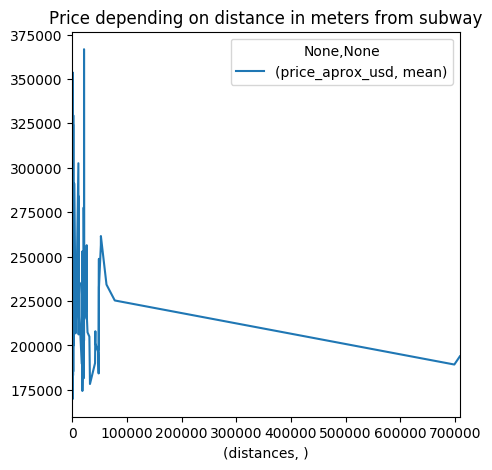 Price depending on distance in meters from subway
None,None
(price_aprox_usd, mean)
375000
350000
325000
300000
275000
250000
225000
200000
175000
0 100000 200000 300000 400000 500000 600000 700000
(distances, )